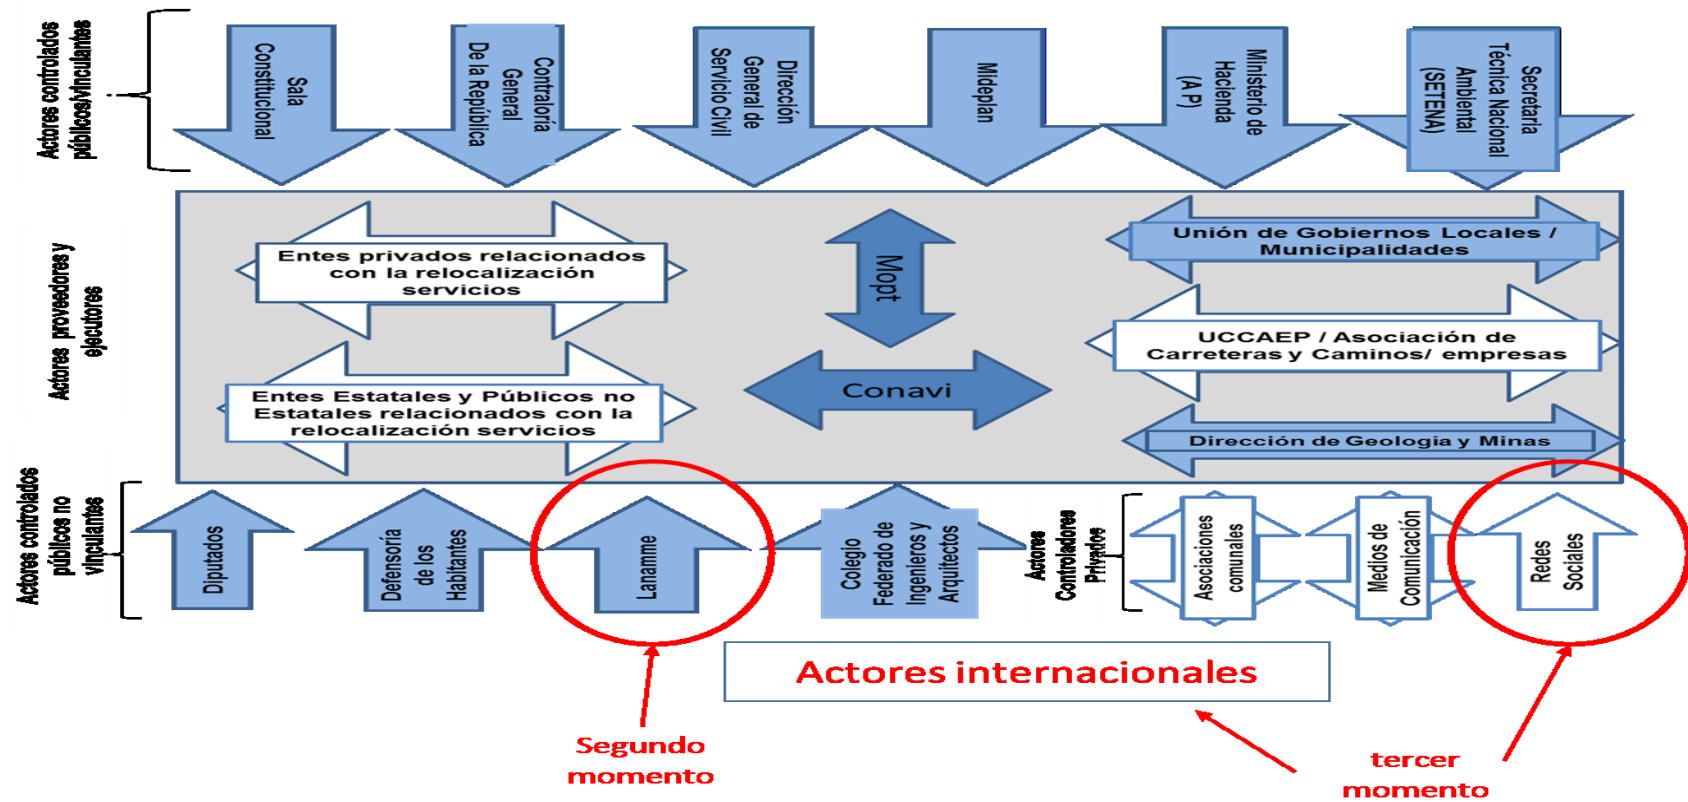 Actores controlados
públicos/vinculantes
Sala
Constitucional
Contraloría
General
De la República
Dirección
General de
Servicio Civil
Mideplan
Ministerio de
Hacienda
(A P)
Secretaria
Técnica Nacional
Ambiental
(SETENA)
Actores proveedores y
ejecutores
Entes privados relacionados
con la relocalización
servicios
Entes Estatales y Públicos no
Estatales relacionados con la
relocalización servicios
Mopt
Conavi
Unión de Gobiernos Locales /
Municipalidades
UCCAEP / Asociación de
Carreteras y Caminos/ empresas
Dirección de Geología y Minas
Actores controlados
públicos no
vinculantes
Diputados
Defensoría
de los
Habitantes
Lanamme
Colegio
Federado de
Ingenieros y
Arquitectos
Actores
Controlados
Privados
Asociaciones
comunales
Medios de
Comunicación
Redes
Sociales
Actores internacionales
Segundo
momento
tercer
momento